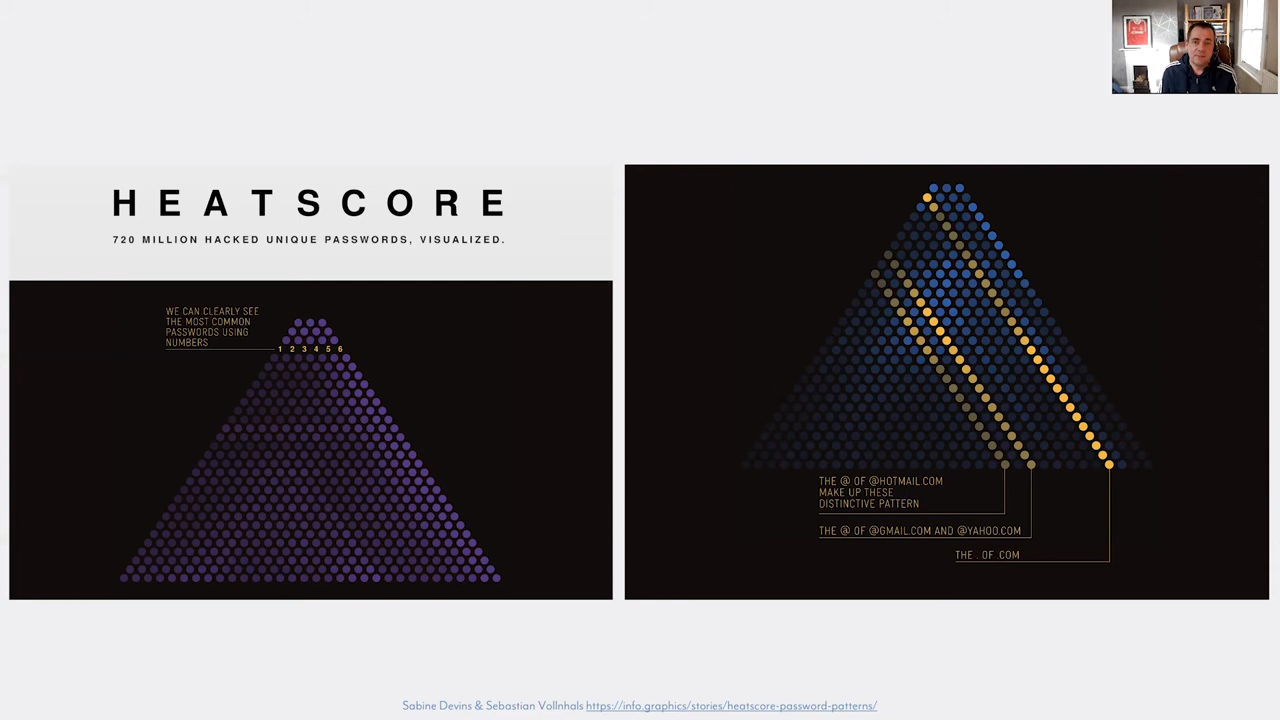 H E A T S C O R E
720 MILLION HACKED UNIQUE PASSWORDS, VISUALIZED.
WE CAN CLEARLY SEE
THE MOST COMMON
PASSWORDS USING
NUMBERS
1 2 3 4 5 6
THE @ OF @HOTMAIL.COM
MAKE UP THESE
DISTINCTIVE PATTERN
THE @ OF @GMAIL.COM AND @YAHOO.COM
THE . OF .COM
Sabine Devins & Sebastian Vollnhals https://info.graphics/stories/heatscore-password-patterns/